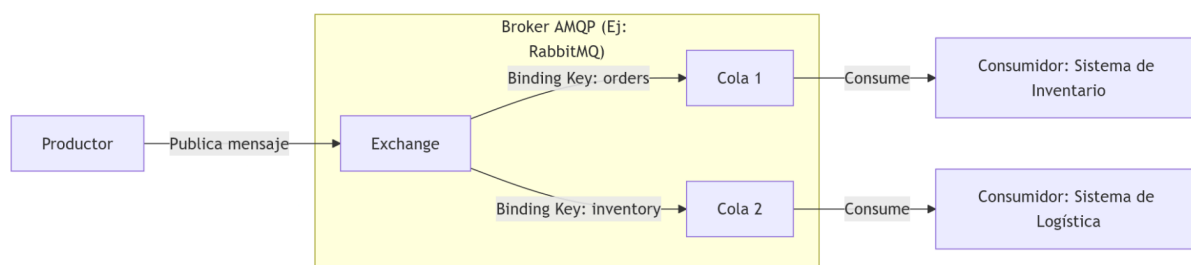 Broker AMQP (Ej:
RabbitMQ)
Productor
Publica mensaje
Exchange
Binding Key: orders
Cola 1
Consume
Consumidor: Sistema de
Inventario
Binding Key: inventory
Cola 2
Consume
Consumidor: Sistema de
Logística